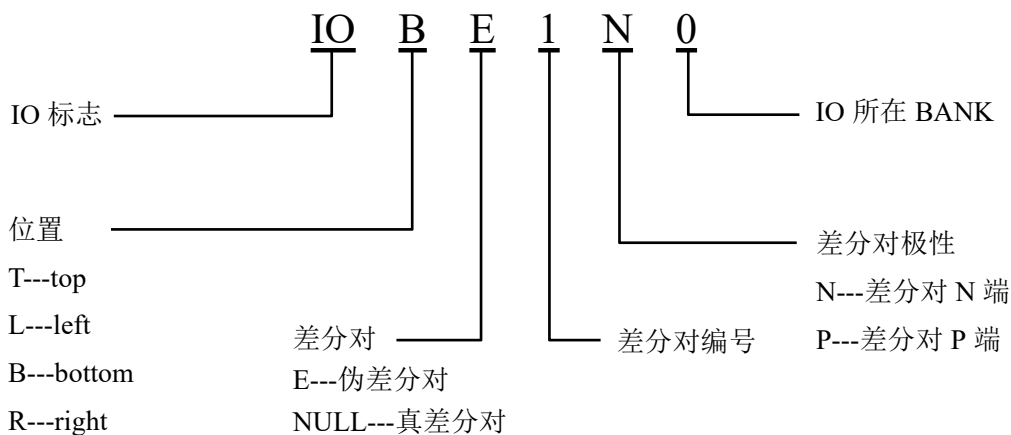 IO B E 1 N 0
IO 标志
IO 所在 BANK
位置
T---top
L---left
B---bottom
R---right
差分对
E---伪差分对
NULL---真差分对
差分对编号
差分对极性
N---差分对 N 端
P---差分对 P 端